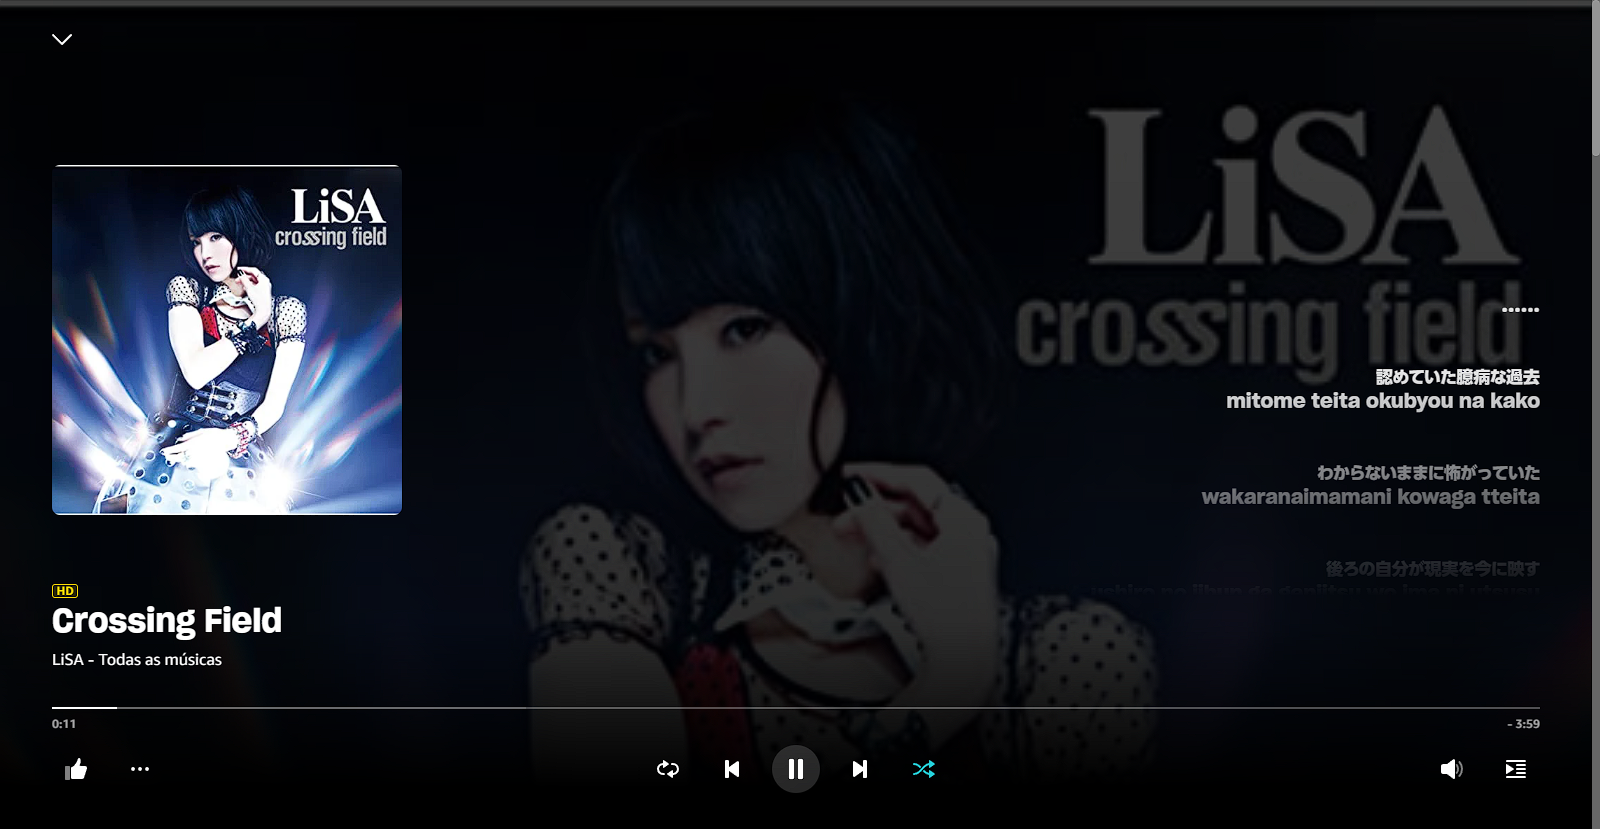 LiSA
crossing field
LiSA
crossing field
......
認めていた臆病な過去
mitome teita okubyou na kako
わからないままに怖がっていた
wakaranaimamani kowaga tteita
後ろの自分が現実を今に映す
HD
Crossing Field
LiSA - Todas as músicas
0:11
- 3:59